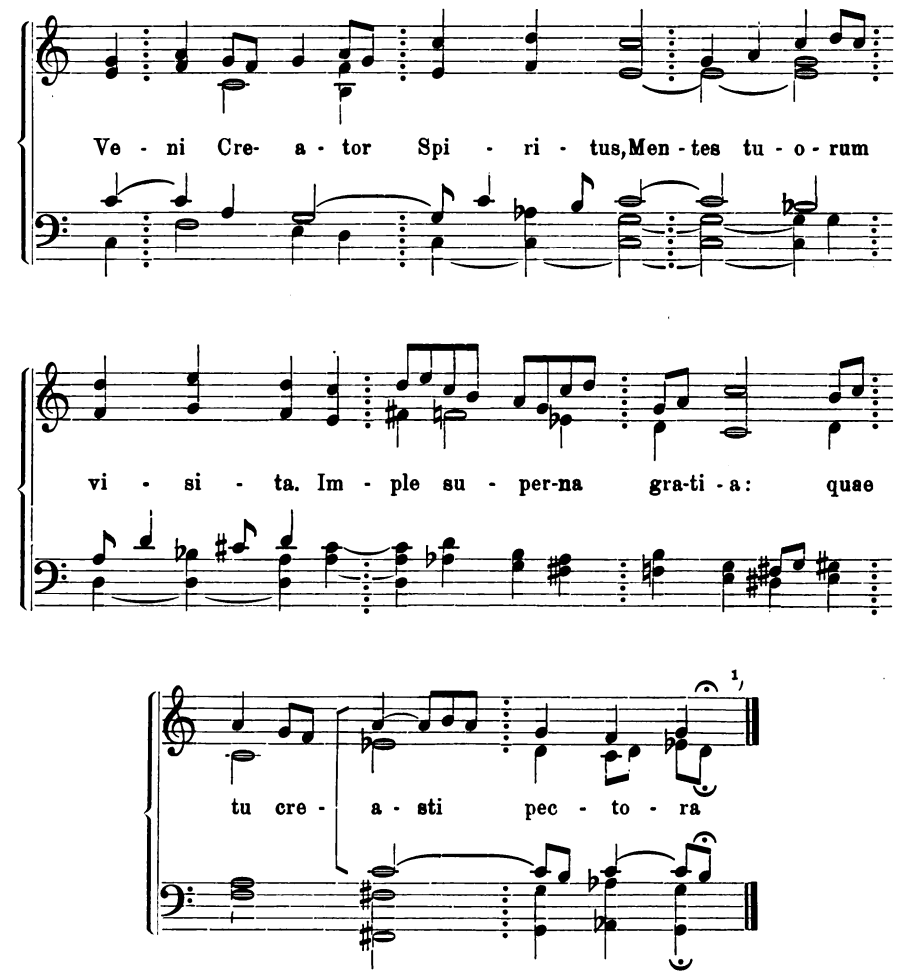 Ve - ni Cre- a - tor Spi - ri - tus, Men - tes tu - o - rum
vi - si - ta. Im - ple su - per-na gra-ti - a: quae
1)
tu cre - a - sti pec - to - ra